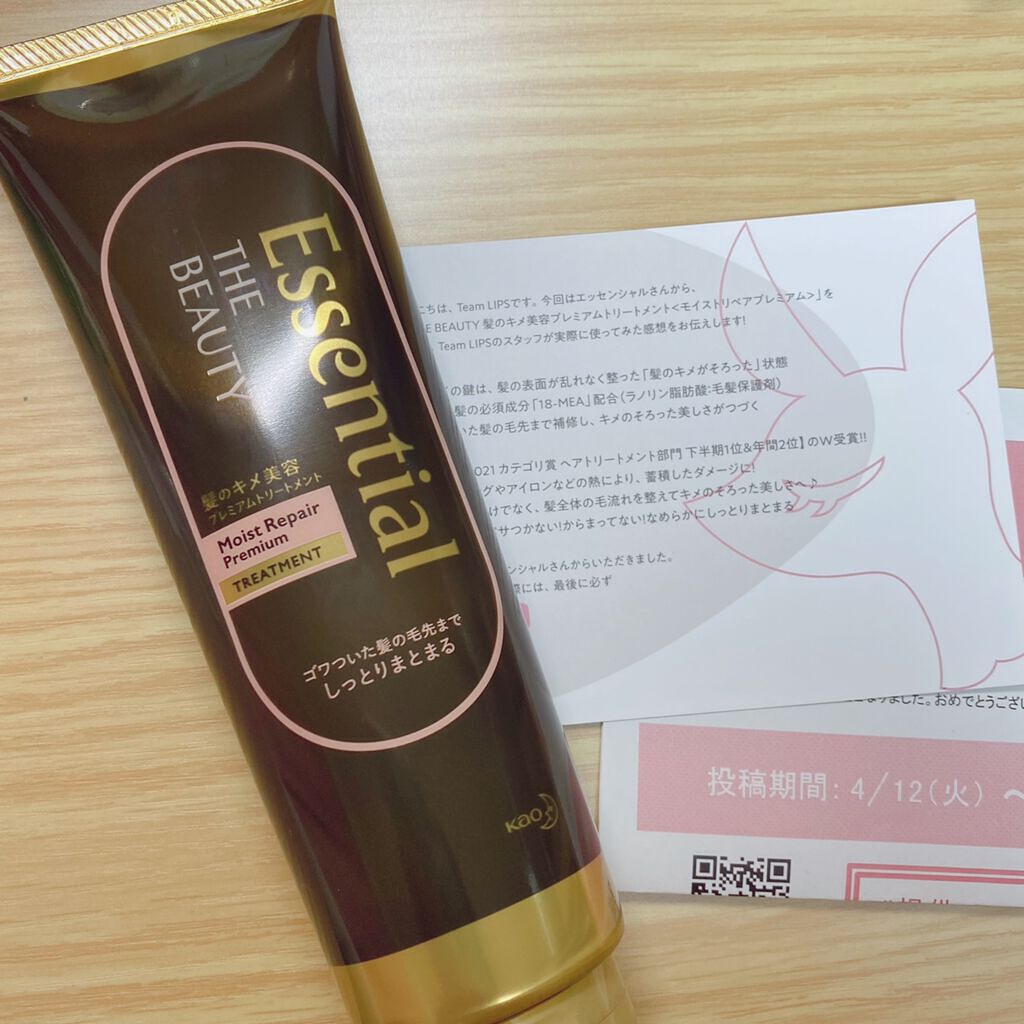 Essential
THE
BEAUTY
髪のキメ美容
プレミアムトリートメント
Moist Repair
Premium
TREATMENT
ゴワついた髪の毛先まで
しっとりまとまる
Kao
にちは、Team LIPSです。今回はエッセンシャルさんから、
E BEAUTY 髪のキメ美容プレミアムトリートメント<モイストリペアプレミアム>」を
Team LIPSのスタッフが実際に使ってみた感想をお伝えします!
の鍵は、髪の表面が乱れなく整った「髪のキメがそろった」状態
髪の必須成分「18-MEA」配合(ラノリン脂肪酸:毛髪保護剤)
いた髪の毛先まで補修し、キメのそろった美しさがつづく
021 カテゴリ賞 ヘアトリートメント部門 下半期1位&年間2位】のW受賞!!
グやアイロンなどの熱により、蓄積したダメージに!
けでなく、髪全体の毛流れを整えてキメのそろった美しさへ♪
サつかない!からまってない!なめらかにしっとりまとまる
ンシャルさんからいただきました。
際には、最後に必ず
なりました。おめでとうござい
投稿期間: 4/12(火) ~